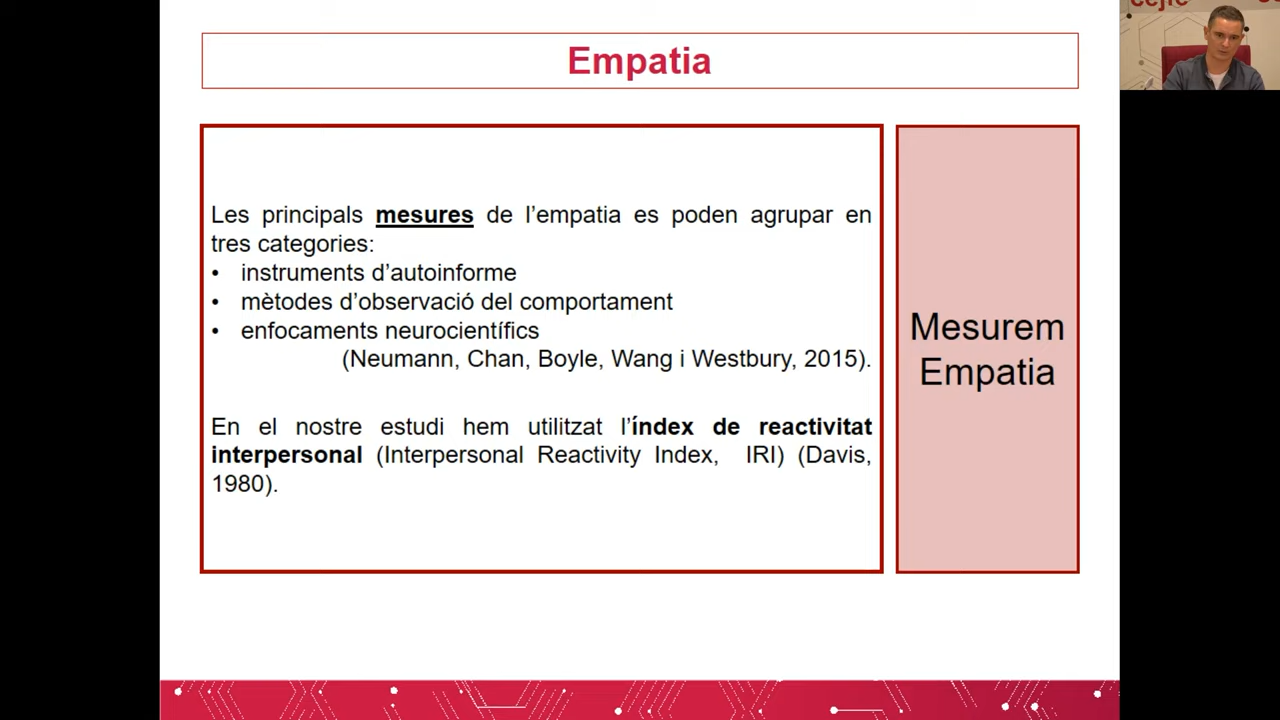 Empatia
Les principals mesures de l'empatia es poden agrupar en
tres categories:
• instruments d'autoinforme
• mètodes d'observació del comportament
• enfocaments neurocientífics
(Neumann, Chan, Boyle, Wang i Westbury, 2015).
En el nostre estudi hem utilitzat l'índex de reactivitat
interpersonal (Interpersonal Reactivity Index, IRI) (Davis,
1980).
Mesurem
Empatia